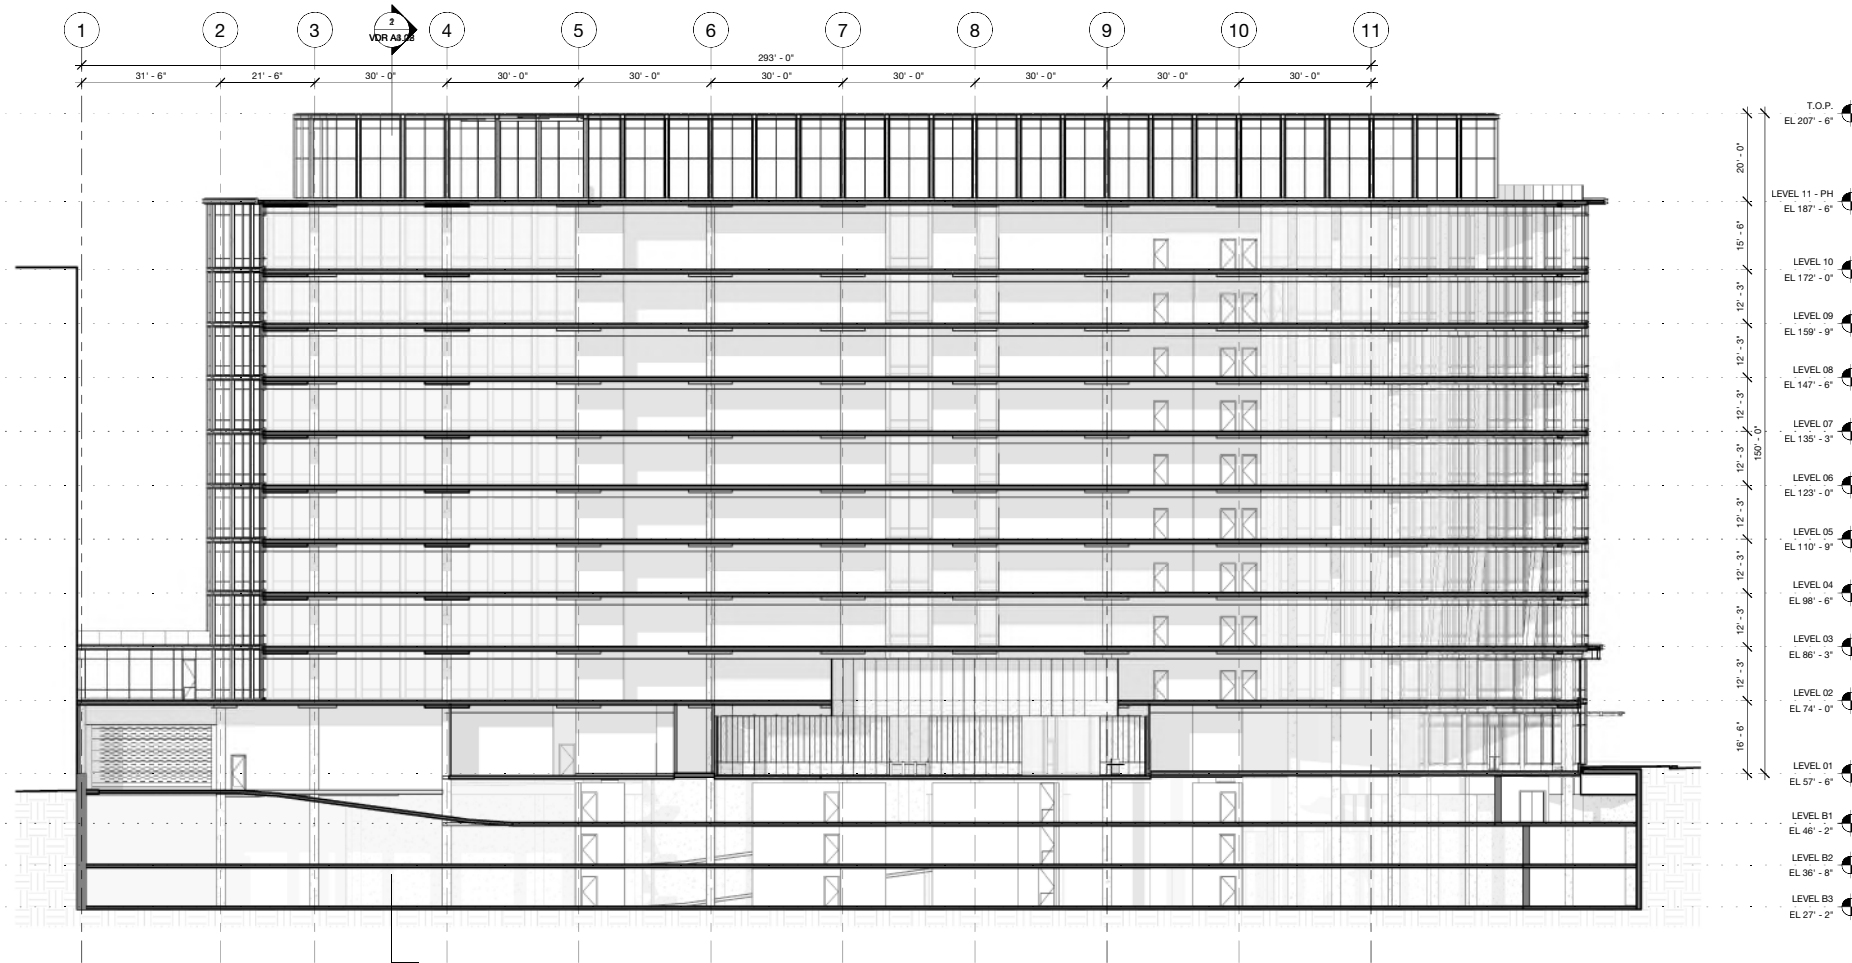 1 2 3 4 5 6 7 8 9 10 11
293' - 0"
31' - 6" 21' - 6" 30' - 0" 30' - 0" 30' - 0" 30' - 0" 30' - 0" 30' - 0" 30' - 0" 30' - 0"
T.O.P.
EL 207' - 6"
20' - 0"
LEVEL 11 - PH
EL 187' - 6"
15' - 6"
LEVEL 10
EL 172' - 0"
12' - 3"
LEVEL 09
EL 159' - 9"
12' - 3"
LEVEL 08
EL 147' - 6"
12' - 3"
LEVEL 07
EL 135' - 3"
150' - 0"
12' - 3"
LEVEL 06
EL 123' - 0"
12' - 3"
LEVEL 05
EL 110' - 9"
12' - 3"
LEVEL 04
EL 98' - 6"
12' - 3"
LEVEL 03
EL 86' - 3"
12' - 3"
LEVEL 02
EL 74' - 0"
16' - 6"
LEVEL 01
EL 57' - 6"
LEVEL B1
EL 46' - 2"
LEVEL B2
EL 36' - 8"
LEVEL B3
EL 27' - 2"